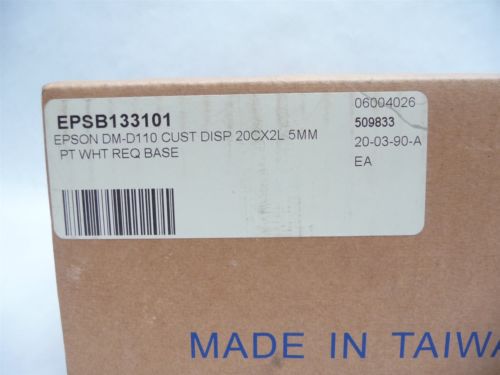 EPSB133101
EPSON DM-D110 CUST DISP 20CX2L 5MM
PT WHT REQ BASE
06004026
509833
20-03-90-A
EA
MADE IN TAIWA